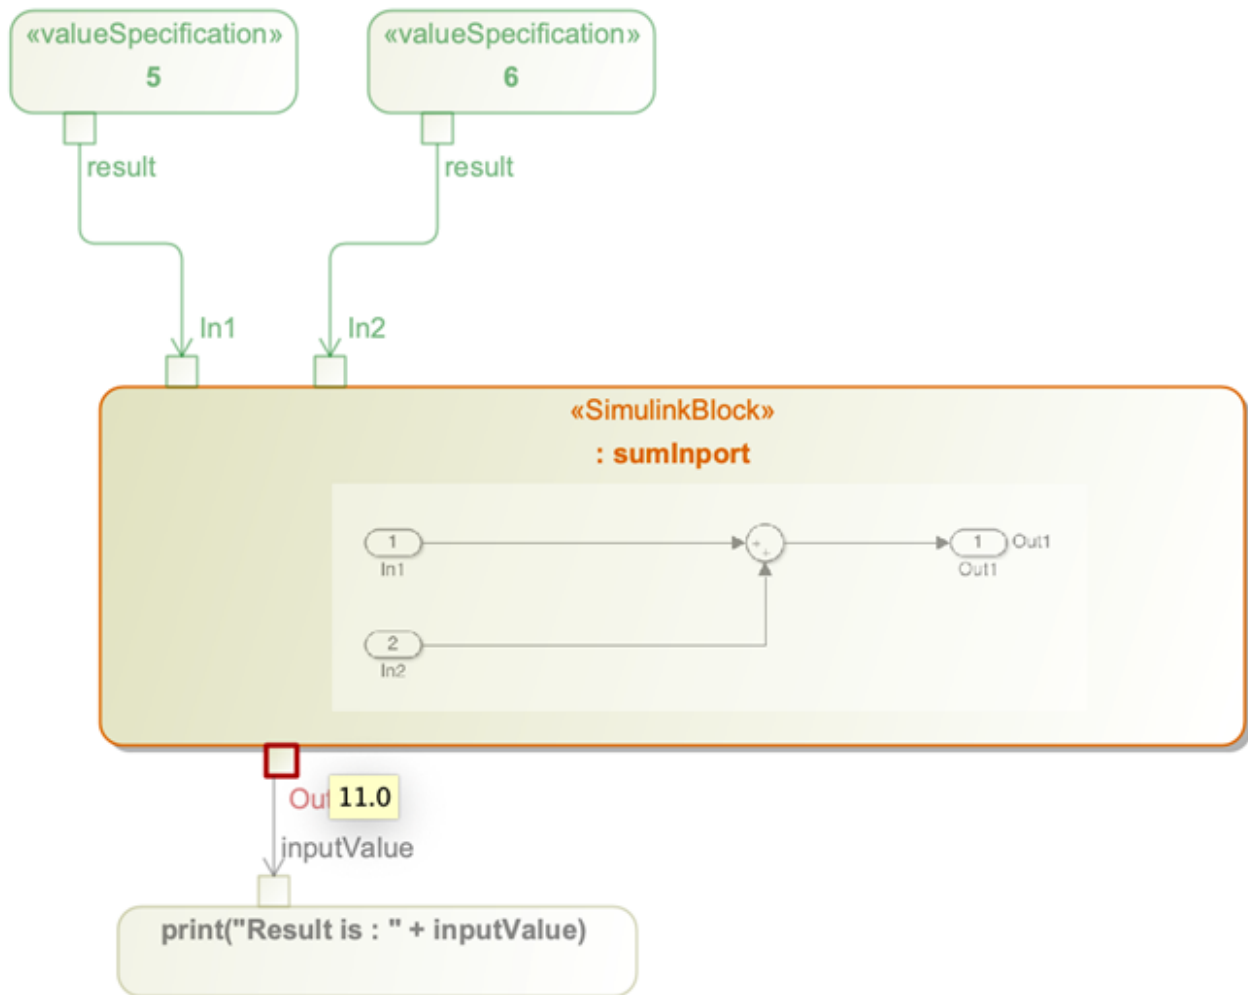 «valueSpecification»
5
«valueSpecification»
6
result
result
In1
In2
«SimulinkBlock»
: sumInport
1
In1
+
+
1
Out1
Out1
2
In2
11.0
inputValue
print("Result is : " + inputValue)